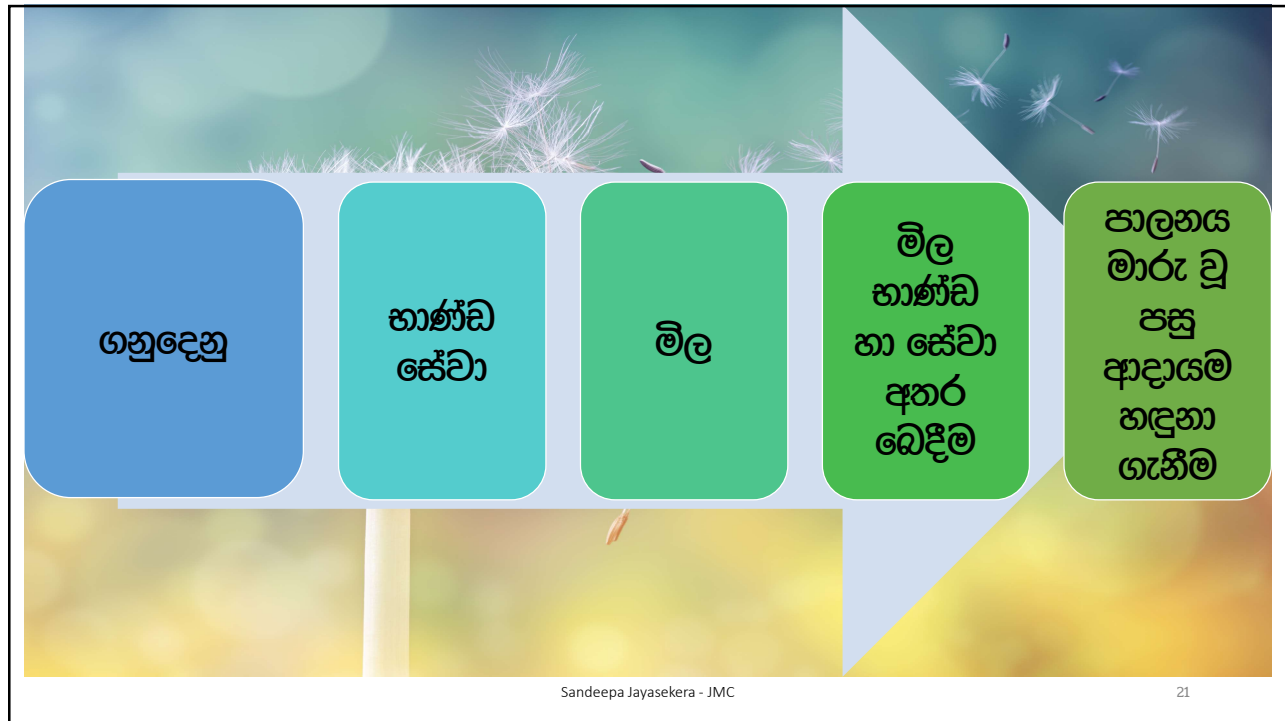 ගනුදෙනු
භාණ්ඩ
සේවා
මිල
මිල
භාණ්ඩ
හා සේවා
අතර
බෙදීම
පාලනය
මාරු වූ
පසු
ආදායම
හඳුනා
ගැනීම
Sandeepa Jayasekera - JMC
21